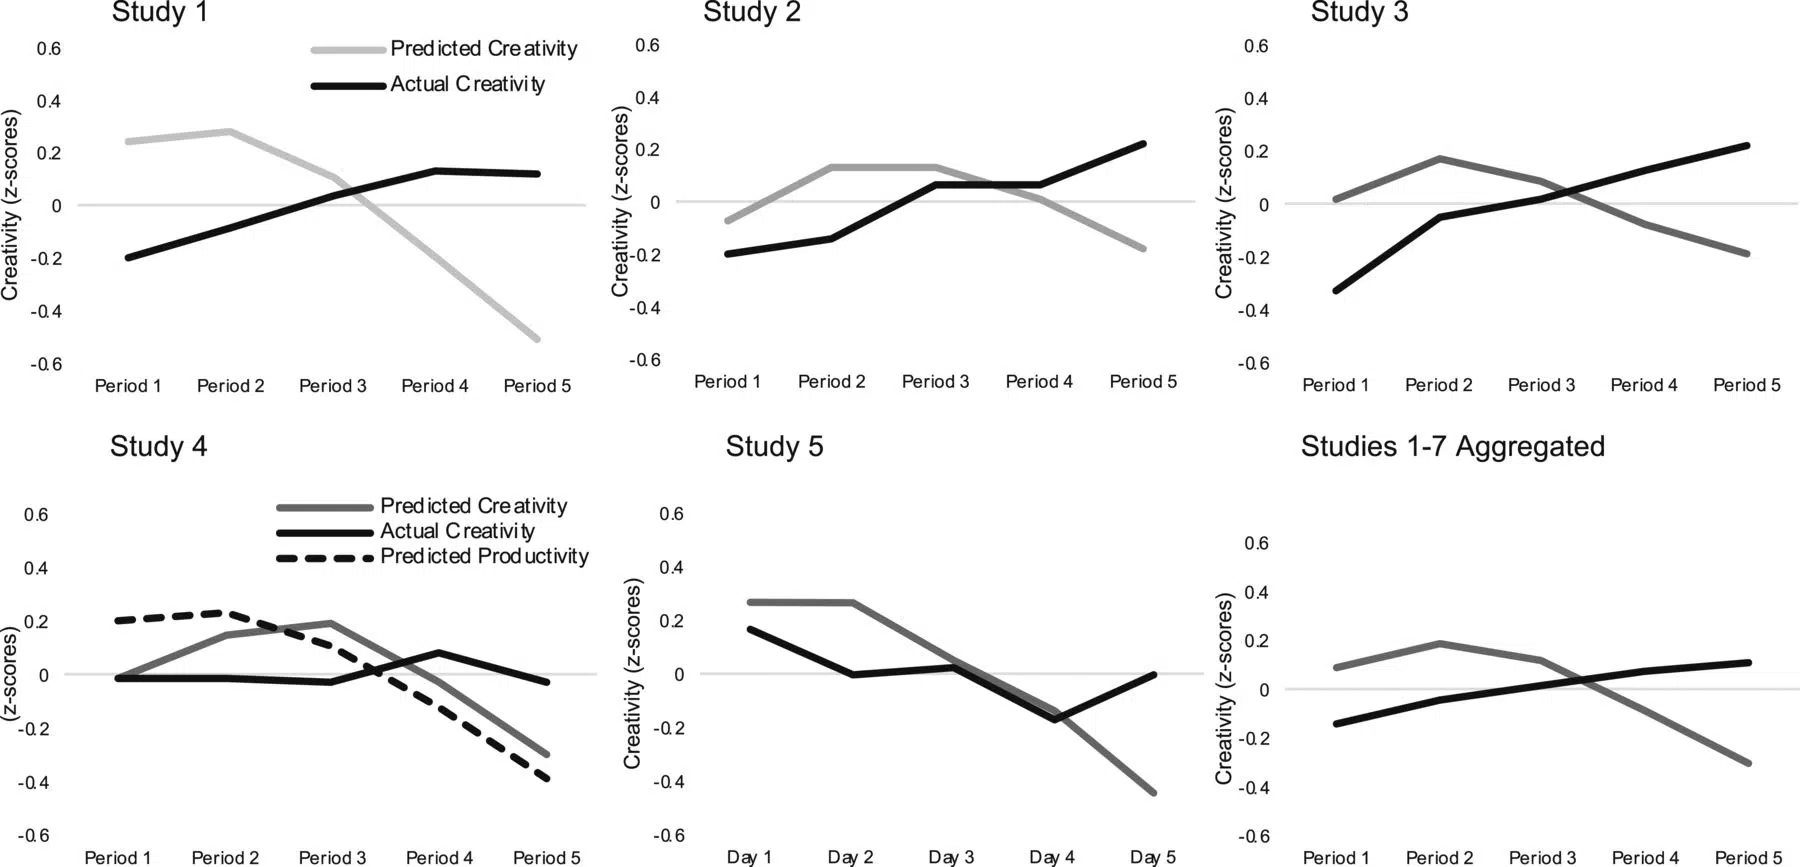 Study 1
Predicted Creativity
Actual Creativity
Creativity (z-scores)
0.6
0.4
0.2
0
-0.2
-0.4
-0.6
Period 1 Period 2 Period 3 Period 4 Period 5
Study 2
Creativity (z-scores)
0.6
0.4
0.2
0
-0.2
-0.4
-0.6
Period 1 Period 2 Period 3 Period 4 Period 5
Study 3
Creativity (z-scores)
0.6
0.4
0.2
0
-0.2
-0.4
-0.6
Period 1 Period 2 Period 3 Period 4 Period 5
Study 4
Predicted Creativity
Actual Creativity
Predicted Productivity
(z-scores)
0.6
0.4
0.2
0
-0.2
-0.4
-0.6
Period 1 Period 2 Period 3 Period 4 Period 5
Study 5
Creativity (z-scores)
0.6
0.4
0.2
0
-0.2
-0.4
-0.6
Day 1 Day 2 Day 3 Day 4 Day 5
Studies 1-7 Aggregated
Creativity (z-scores)
0.6
0.4
0.2
0
-0.2
-0.4
-0.6
Period 1 Period 2 Period 3 Period 4 Period 5